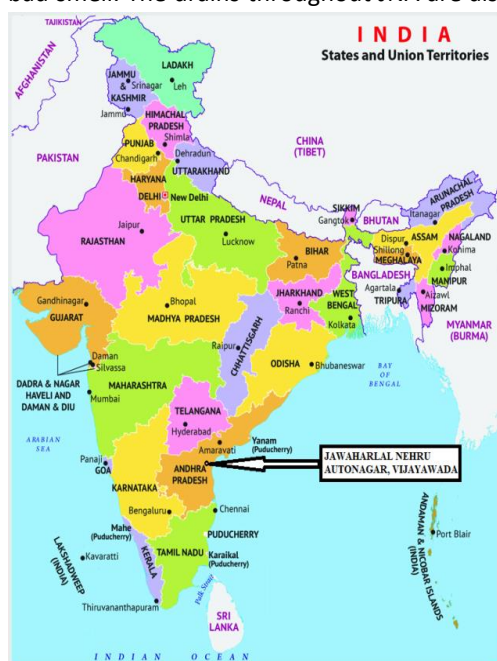 INDIA
States and Union Territories
TAJIKISTAN
AFGHANISTAN
LADAKH
JAMMU
&
KASHMIR
Srinagar
Leh
Jammu
HIMACHAL
PRADESH
Shimla
CHINA
(TIBET)
PAKISTAN
PUNJAB
Chandigarh
Dehradun
UTTARAKHAND
HARYANA
DELHI
New Delhi
NEPAL
SIKKIM
Gangtok
BHUTAN
ARUNACHAL
PRADESH
Itanagar
Jaipur
RAJASTHAN
UTTAR PRADESH
Lucknow
BIHAR
Patna
Dispur
ASSAM
Shillong
MEGHALAYA
NAGALAND
Kohima
Imphal
MANIPUR
BANGLADESH
Agartala
TRIPURA
Aizawl
MIZORAM
MYANMAR
(BURMA)
Gandhinagar
GUJARAT
Bhopal
MADHYA PRADESH
JHARKHAND
Ranchi
WEST
BENGAL
Kolkata
CHHATTISGARH
Raipur
ODISHA
Bhubaneswar
BAY
OF
BENGAL
Daman
Silvassa
DADRA & NAGAR
HAVELI AND
DAMAN & DIU
MAHARASHTRA
Mumbai
ARABIAN
SEA
TELANGANA
Hyderabad
Amaravati
Yanam
(Puducherry)
JAWAHARLAL NEHRU
AUTONAGAR, VIJAYAWADA
Panaji
GOA
KARNATAKA
ANDHRA
PRADESH
Bengaluru
Chennai
Mahe
(Puducherry)
PUDUCHERRY
TAMIL NADU
Karaikal
(Puducherry)
KERALA
Kavaratti
LAKSHADWEEP
(INDIA)
Thiruvananthapuram
Palk Strait
SRI
LANKA
ANDAMAN & NICOBAR ISLANDS
(INDIA)
Port Blair
INDIAN OCEAN